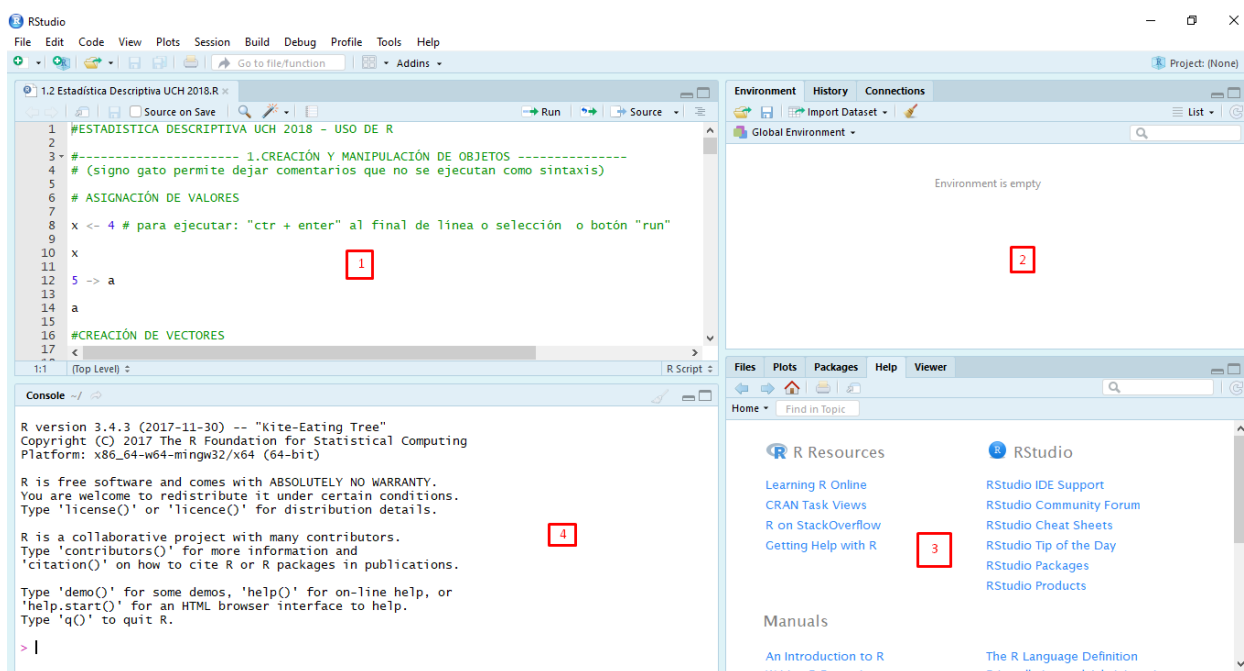 RStudio
File Edit Code View Plots Session Build Debug Profile Tools Help
Go to file/function Addins Project: (None)
1.2 Estadística Descriptiva UCH 2018.R
Source on Save Run Source
1 #ESTADISTICA DESCRIPTIVA UCH 2018 - USO DE R
2
3 #---------------------- 1.CREACIÓN Y MANIPULACIÓN DE OBJETOS ---------------
4 # (signo gato permite dejar comentarios que no se ejecutan como sintaxis)
5
6 # ASIGNACIÓN DE VALORES
7
8 x <- 4 # para ejecutar: "ctr + enter" al final de línea o selección o botón "run"
9
10 x
11
12 5 -> a
13
14 a
15
16 #CREACIÓN DE VECTORES
17
1
1:1 (Top Level) R Script
Console ~/
R version 3.4.3 (2017-11-30) -- "Kite-Eating Tree"
Copyright (C) 2017 The R Foundation for Statistical Computing
Platform: x86_64-w64-mingw32/x64 (64-bit)
R is free software and comes with ABSOLUTELY NO WARRANTY.
You are welcome to redistribute it under certain conditions.
Type 'license()' or 'licence()' for distribution details.
R is a collaborative project with many contributors.
Type 'contributors()' for more information and
'citation()' on how to cite R or R packages in publications.
Type 'demo()' for some demos, 'help()' for on-line help, or
'help.start()' for an HTML browser interface to help.
Type 'q()' to quit R.
>
4
Environment History Connections
Import Dataset List
Global Environment
Environment is empty
2
Files Plots Packages Help Viewer
Home Find in Topic
R Resources
Learning R Online
CRAN Task Views
R on StackOverflow
Getting Help with R
RStudio
RStudio IDE Support
RStudio Community Forum
RStudio Cheat Sheets
RStudio Tip of the Day
RStudio Packages
RStudio Products
3
Manuals
An Introduction to R
The R Language Definition